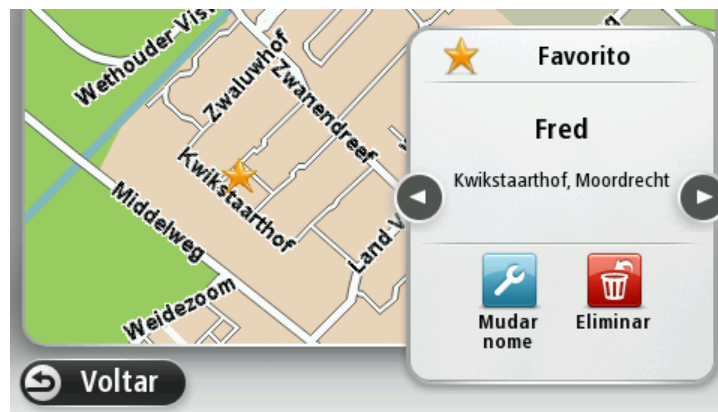 Wethouder Vis
Zwaluwhof
Zwanendreef
Kwikstaarthof
Middelweg
Land-V
Weidezoom
Favorito
Fred
Kwikstaarthof, Moordrecht
Mudar
nome
Eliminar
Voltar